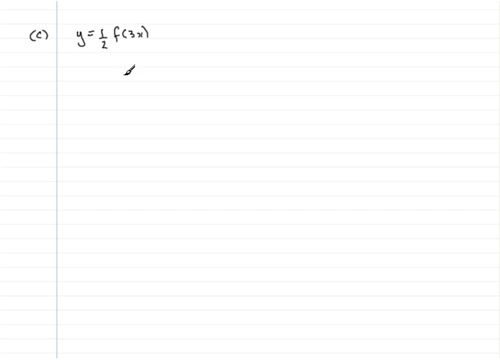 (c) y = 1/2 f(3x)